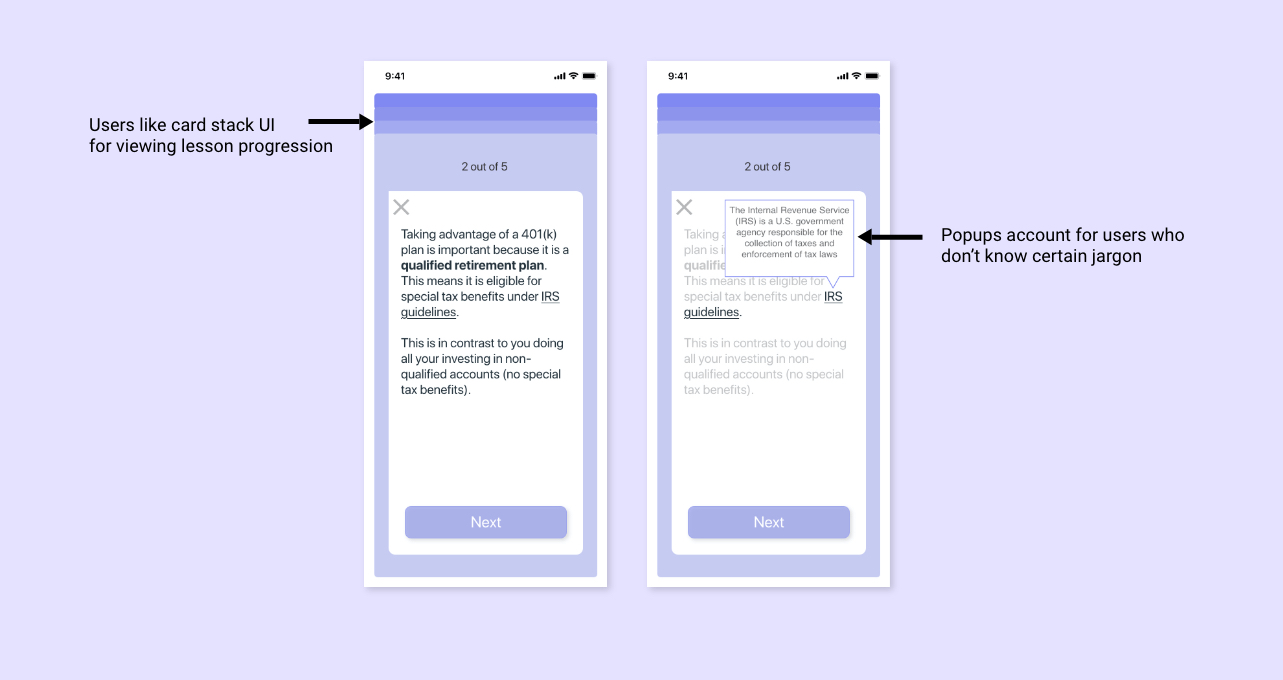 Users like card stack UI
for viewing lesson progression
9:41
2 out of 5
Taking advantage of a 401(k)
plan is important because it is a
qualified retirement plan.
This means it is eligible for
special tax benefits under IRS
guidelines.
This is in contrast to you doing
all your investing in non-
qualified accounts (no special
tax benefits).
Next
9:41
2 out of 5
The Internal Revenue Service
(IRS) is a U.S. government
agency responsible for the
collection of taxes and
enforcement of tax laws
Taking
plan is
This means it is eligible for
special tax benefits under IRS
guidelines.
This is in contrast to you doing
all your investing in non-
qualified accounts (no special
tax benefits).
Next
Popups account for users who
don’t know certain jargon